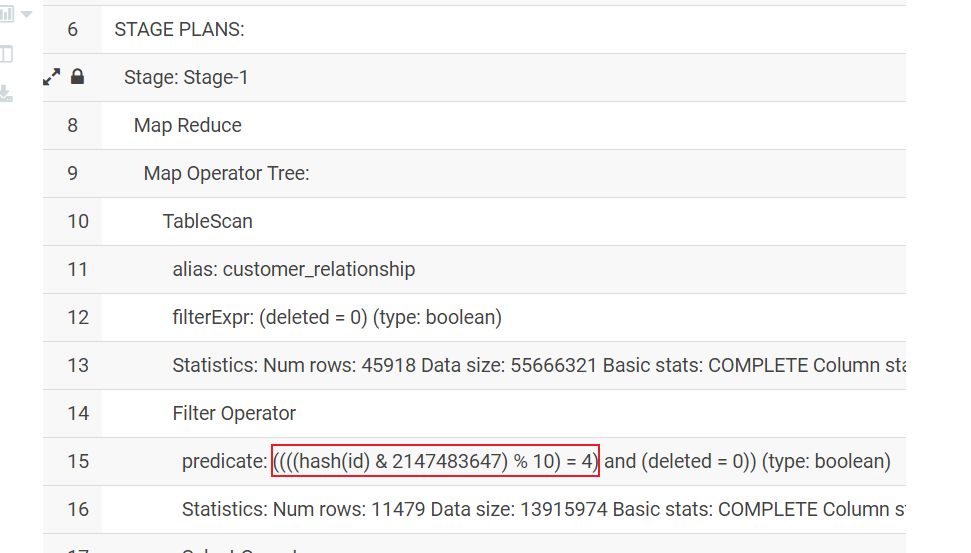 6 STAGE PLANS:
Stage: Stage-1
8 Map Reduce
9 Map Operator Tree:
10 TableScan
11 alias: customer_relationship
12 filterExpr: (deleted = 0) (type: boolean)
13 Statistics: Num rows: 45918 Data size: 55666321 Basic stats: COMPLETE Column
14 Filter Operator
15 predicate: ((((hash(id) & 2147483647) % 10) = 4) and (deleted = 0)) (type: boolean)
16 Statistics: Num rows: 11479 Data size: 13915974 Basic stats: COMPLETE Column